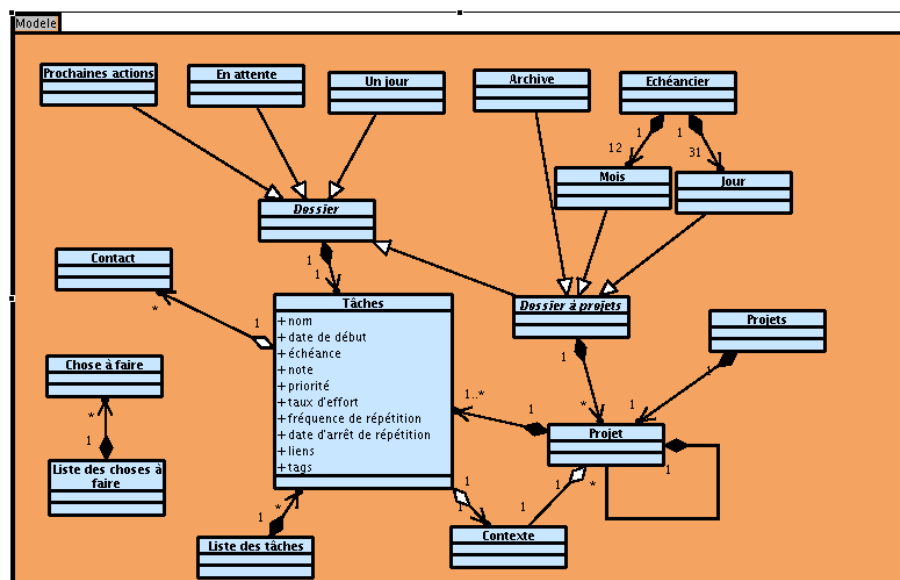 Modele
Prochaines actions
En attente
Un jour
Archive
Echéancier
1
1
12
31
Mois
Jour
Dossier
1
1
Contact
*
1
Tâches
+ nom
+ date de début
+ échéance
+ note
+ priorité
+ taux d'effort
+ fréquence de répétition
+ date d'arrêt de répétition
+ liens
+ tags
Dossier à projets
1
*
Projets
1
1
Chose à faire
*
1
Liste des choses à
faire
1..*
1
Projet
1
*
1
1
1
1
Contexte
*
1
Liste des tâches